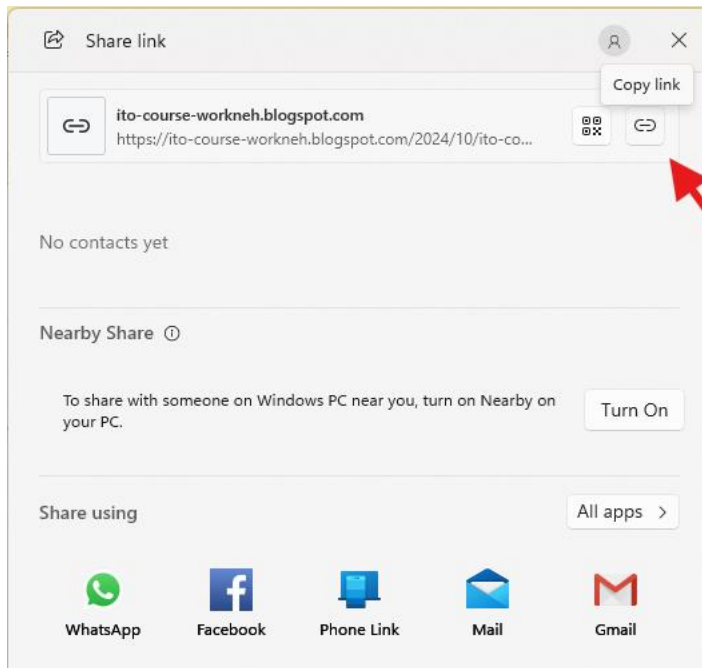 Share link
Copy link
ito-course-workneh.blogspot.com
https://ito-course-workneh.blogspot.com/2024/10/ito-co...
No contacts yet
Nearby Share
To share with someone on Windows PC near you, turn on Nearby on
your PC.
Turn On
Share using
All apps
WhatsApp
Facebook
Phone Link
Mail
Gmail